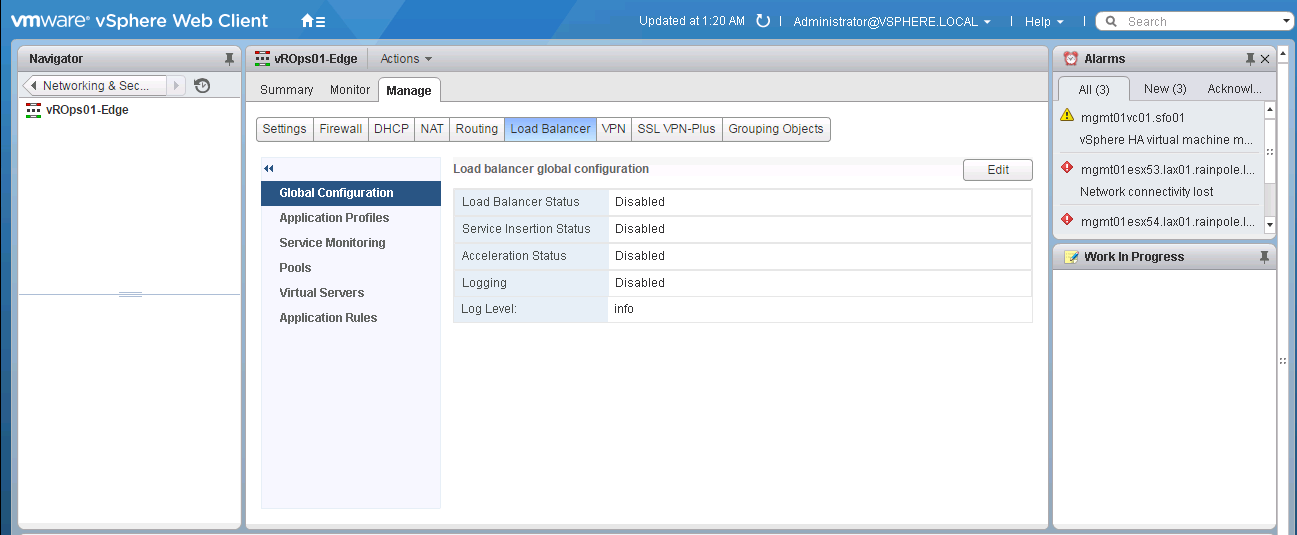 vmware® vSphere Web Client
Updated at 1:20 AM | Administrator@VSPHERE.LOCAL | Help | Search
Navigator
Networking & Sec...
vROps01-Edge
vROps01-Edge Actions
Summary Monitor Manage
Settings Firewall DHCP NAT Routing Load Balancer VPN SSL VPN-Plus Grouping Objects
Global Configuration
Application Profiles
Service Monitoring
Pools
Virtual Servers
Application Rules
Load balancer global configuration Edit
Load Balancer Status Disabled
Service Insertion Status Disabled
Acceleration Status Disabled
Logging Disabled
Log Level: info
Alarms
All (3) New (3) Acknowl...
mgmt01vc01.sfo01
vSphere HA virtual machine m...
mgmt01esx53.lax01.rainpole.l...
Network connectivity lost
mgmt01esx54.lax01.rainpole.l...
Work In Progress